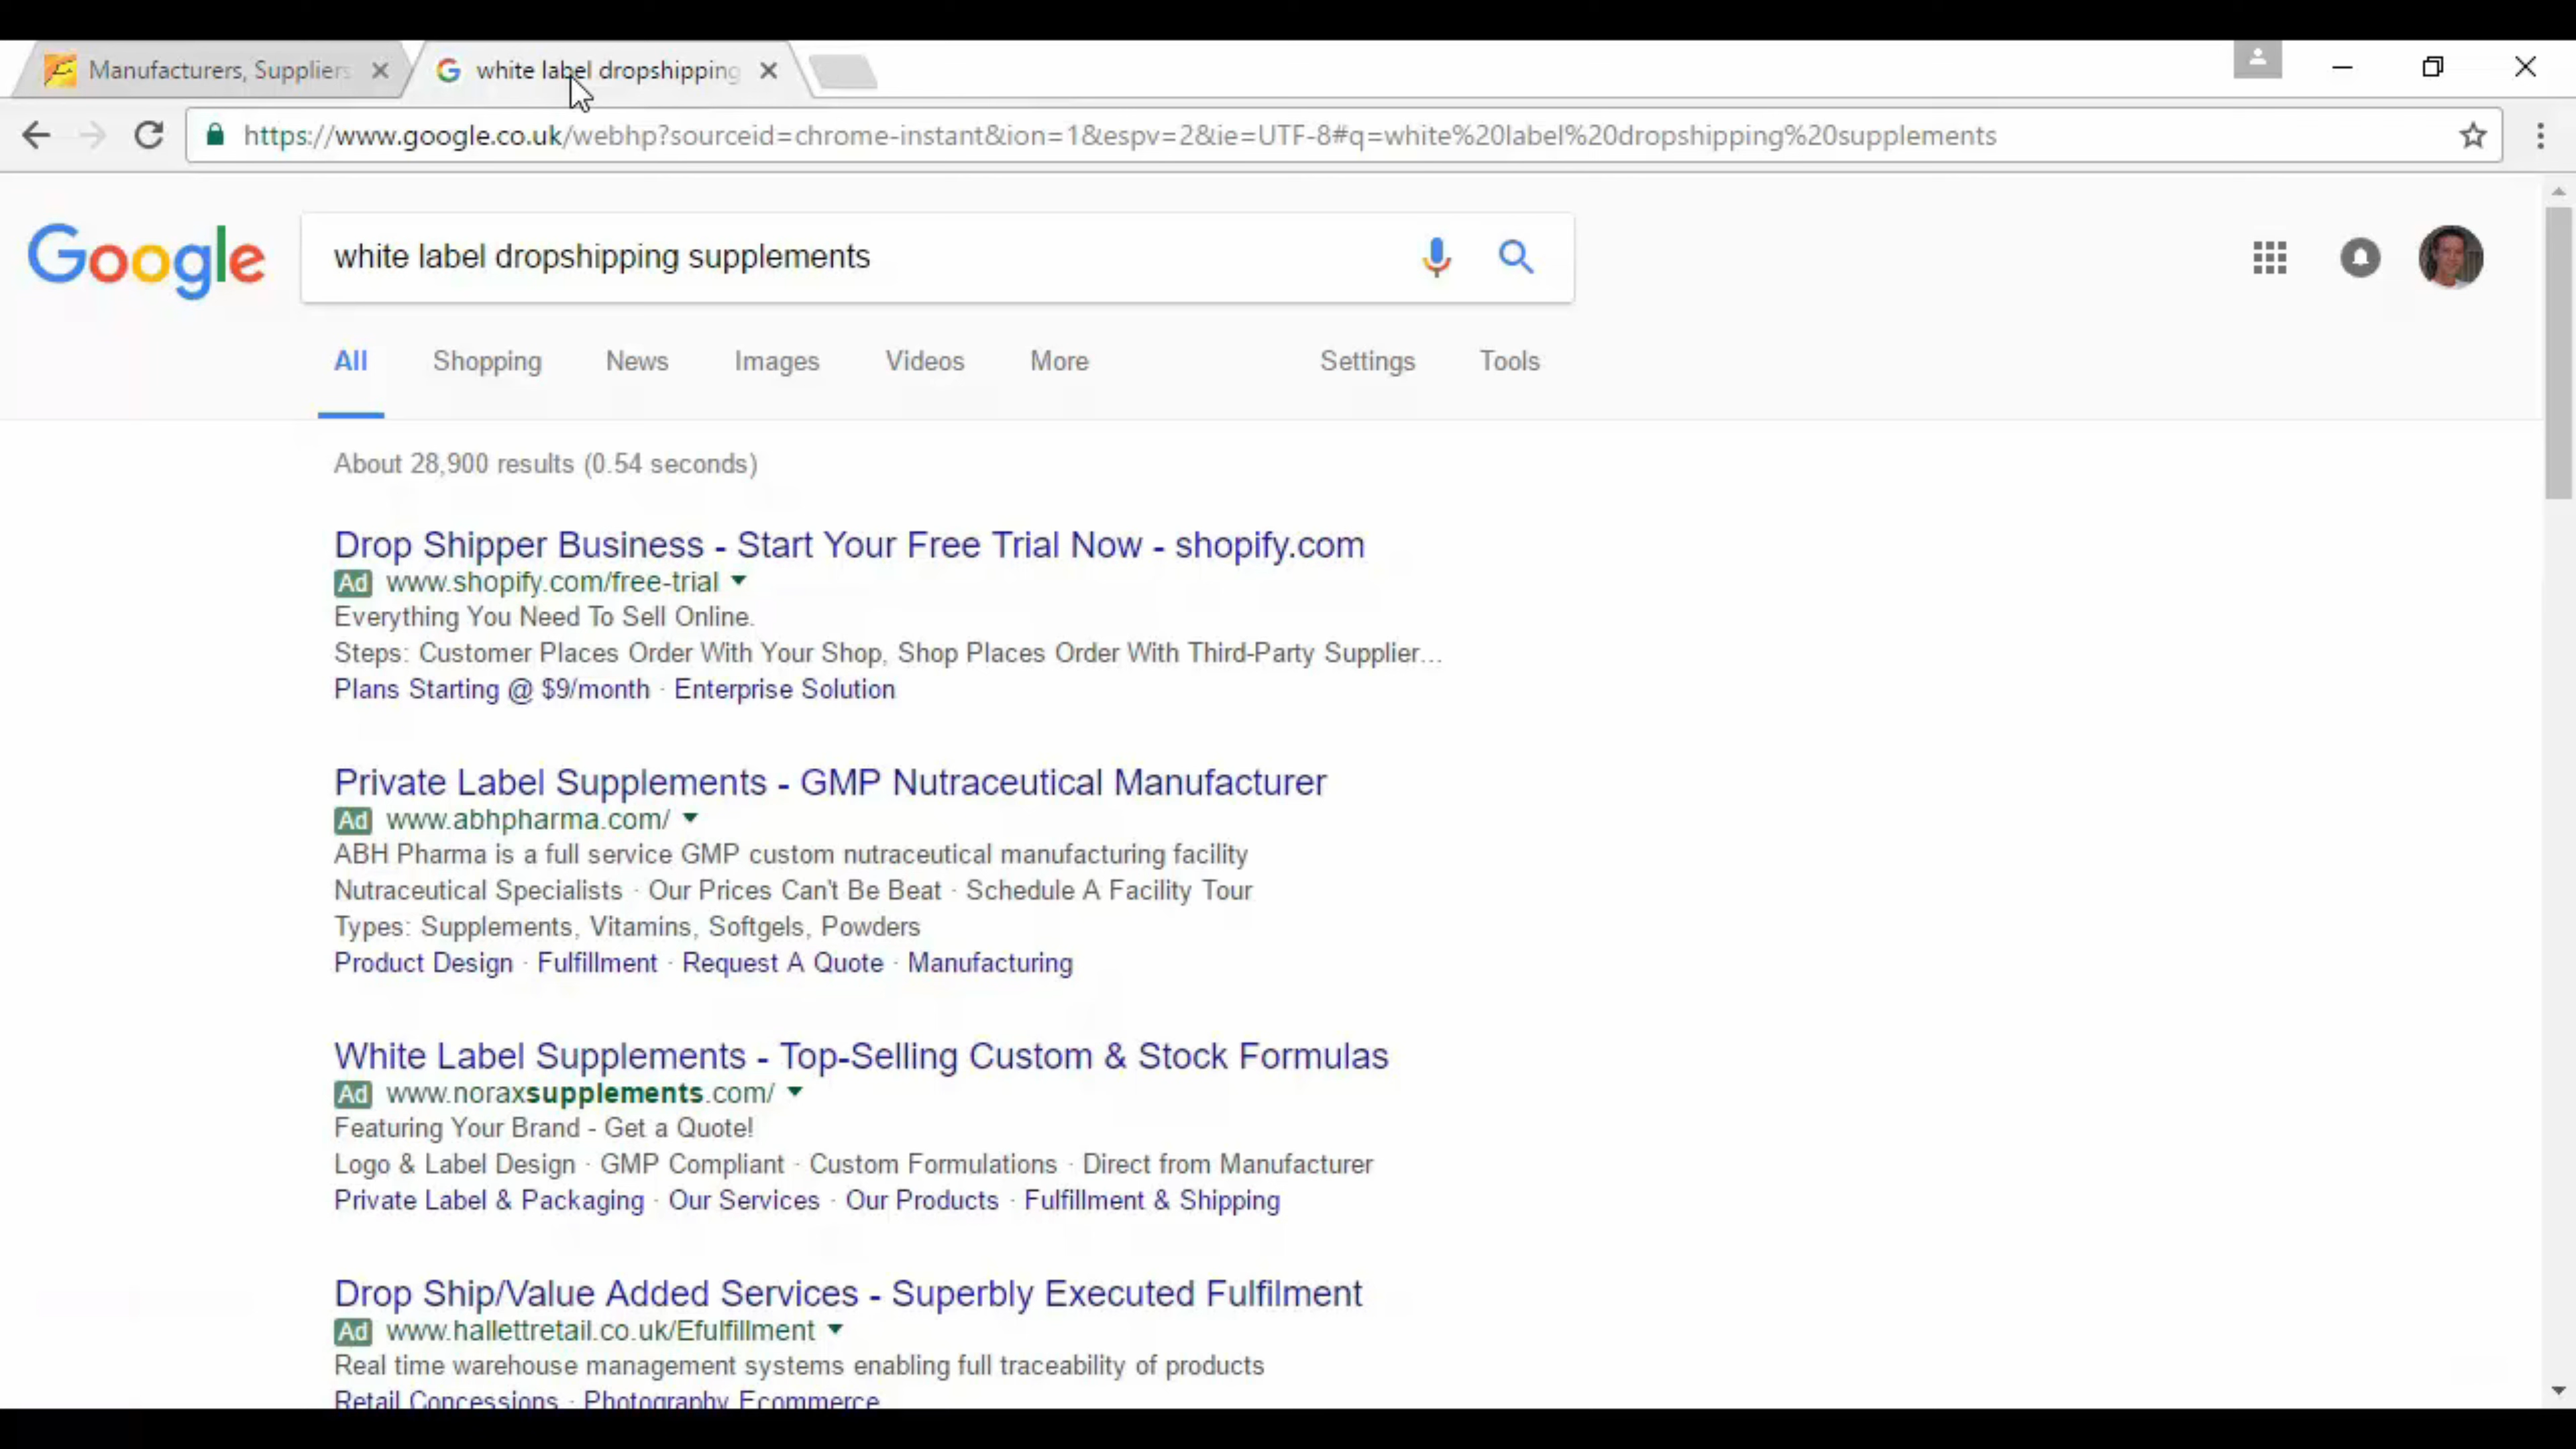 Manufacturers, Suppliers
white label dropshipping
https://www.google.co.uk/webhp?sourceid=chrome-instant&ion=1&espv=2&ie=UTF-8#q=white%20label%20dropshipping%20supplements
Google
white label dropshipping supplements
All Shopping News Images Videos More Settings Tools
About 28,900 results (0.54 seconds)
Drop Shipper Business - Start Your Free Trial Now - shopify.com
Ad www.shopify.com/free-trial
Everything You Need To Sell Online.
Steps: Customer Places Order With Your Shop, Shop Places Order With Third-Party Supplier...
Plans Starting @ $9/month · Enterprise Solution
Private Label Supplements - GMP Nutraceutical Manufacturer
Ad www.abhpharma.com/
ABH Pharma is a full service GMP custom nutraceutical manufacturing facility
Nutraceutical Specialists · Our Prices Can't Be Beat · Schedule A Facility Tour
Types: Supplements, Vitamins, Softgels, Powders
Product Design · Fulfillment · Request A Quote · Manufacturing
White Label Supplements - Top-Selling Custom & Stock Formulas
Ad www.noraxsupplements.com/
Featuring Your Brand - Get a Quote!
Logo & Label Design · GMP Compliant · Custom Formulations · Direct from Manufacturer
Private Label & Packaging · Our Services · Our Products · Fulfillment & Shipping
Drop Ship/Value Added Services - Superbly Executed Fulfilment
Ad www.hallettretail.co.uk/Efulfillment
Real time warehouse management systems enabling full traceability of products
Retail Concessions · Photography Ecommerce